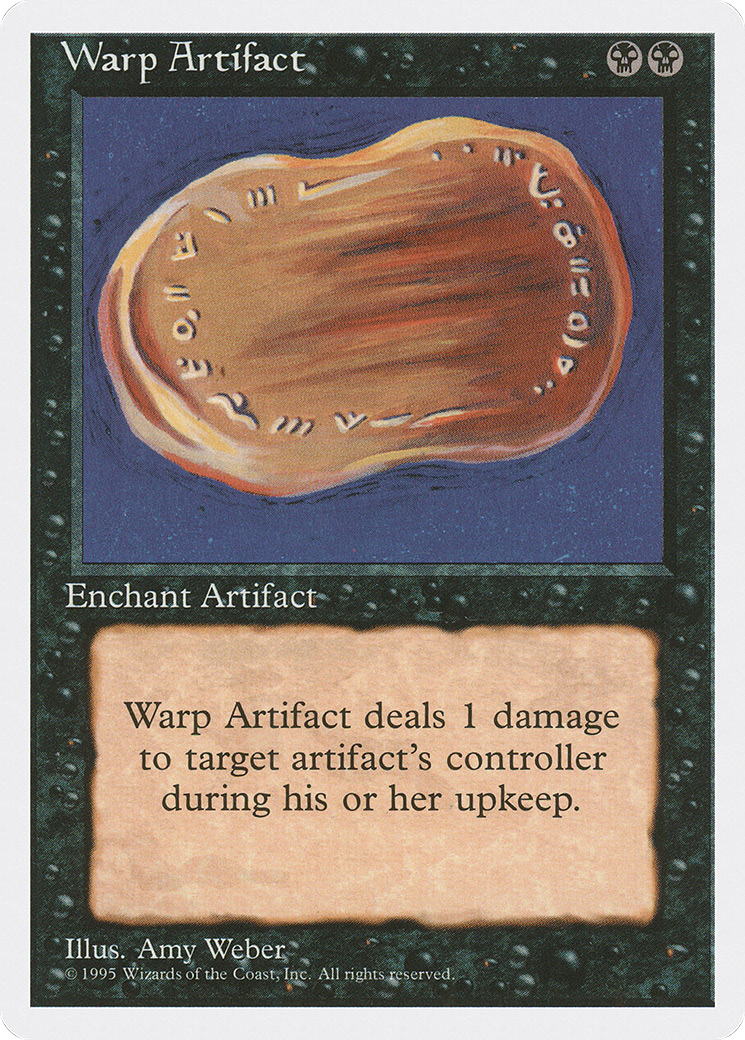 Warp Artifact
Enchant Artifact
Warp Artifact deals 1 damage
to target artifact's controller
during his or her upkeep.
Illus. Amy Weber
© 1995 Wizards of the Coast, Inc. All rights reserved.